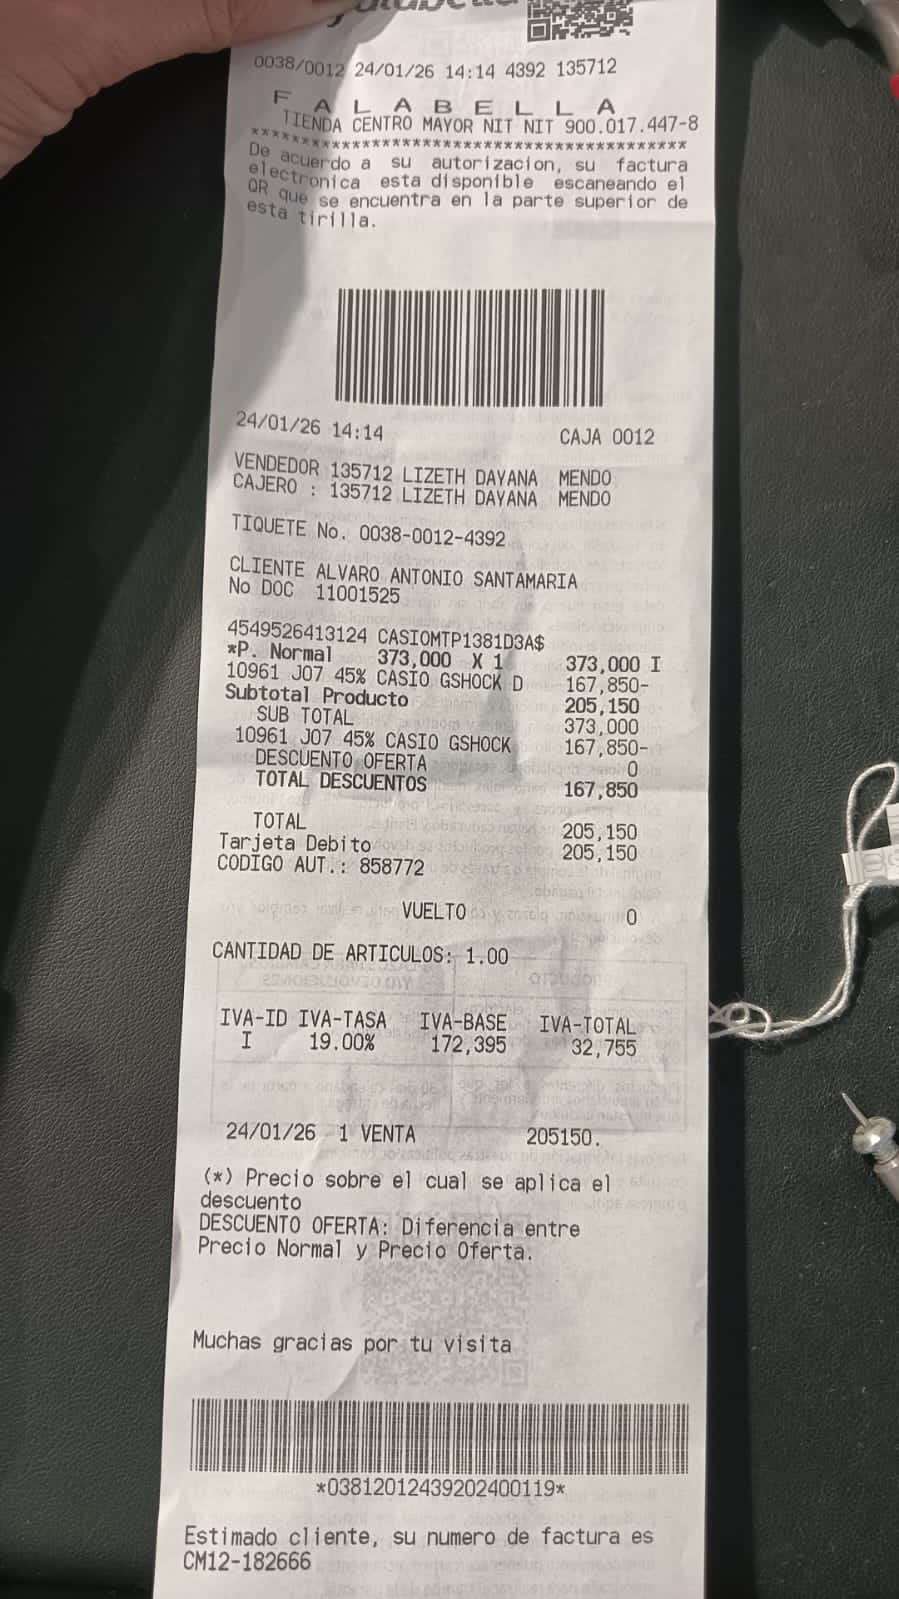 0038/0012 24/01/26 14:14 4392 135712
F A L A B E L L A
TIENDA CENTRO MAYOR NIT NIT 900.017.447-8
*******************************************
De acuerdo a su autorizacion, su factura
electronica esta disponible escaneando el
QR que se encuentra en la parte superior de
esta tirilla.
24/01/26 14:14 CAJA 0012
VENDEDOR 135712 LIZETH DAYANA MENDO
CAJERO : 135712 LIZETH DAYANA MENDO
TIQUETE No. 0038-0012-4392
CLIENTE ALVARO ANTONIO SANTAMARIA
No DOC 11001525
4549526413124 CASIOMTP1381D3A$
*P. Normal 373,000 X 1 373,000 I
10961 J07 45% CASIO GSHOCK D 167,850-
Subtotal Producto 205,150
SUB TOTAL 373,000
10961 J07 45% CASIO GSHOCK 167,850-
DESCUENTO OFERTA 0
TOTAL DESCUENTOS 167,850
TOTAL 205,150
Tarjeta Debito 205,150
CODIGO AUT.: 858772
VUELTO 0
CANTIDAD DE ARTICULOS: 1.00
IVA-ID IVA-TASA IVA-BASE IVA-TOTAL
I 19.00% 172,395 32,755
24/01/26 1 VENTA 205150.
(*) Precio sobre el cual se aplica el
descuento
DESCUENTO OFERTA: Diferencia entre
Precio Normal y Precio Oferta.
Muchas gracias por tu visita
*03812012439202400119*
Estimado cliente, su numero de factura es
CM12-182666